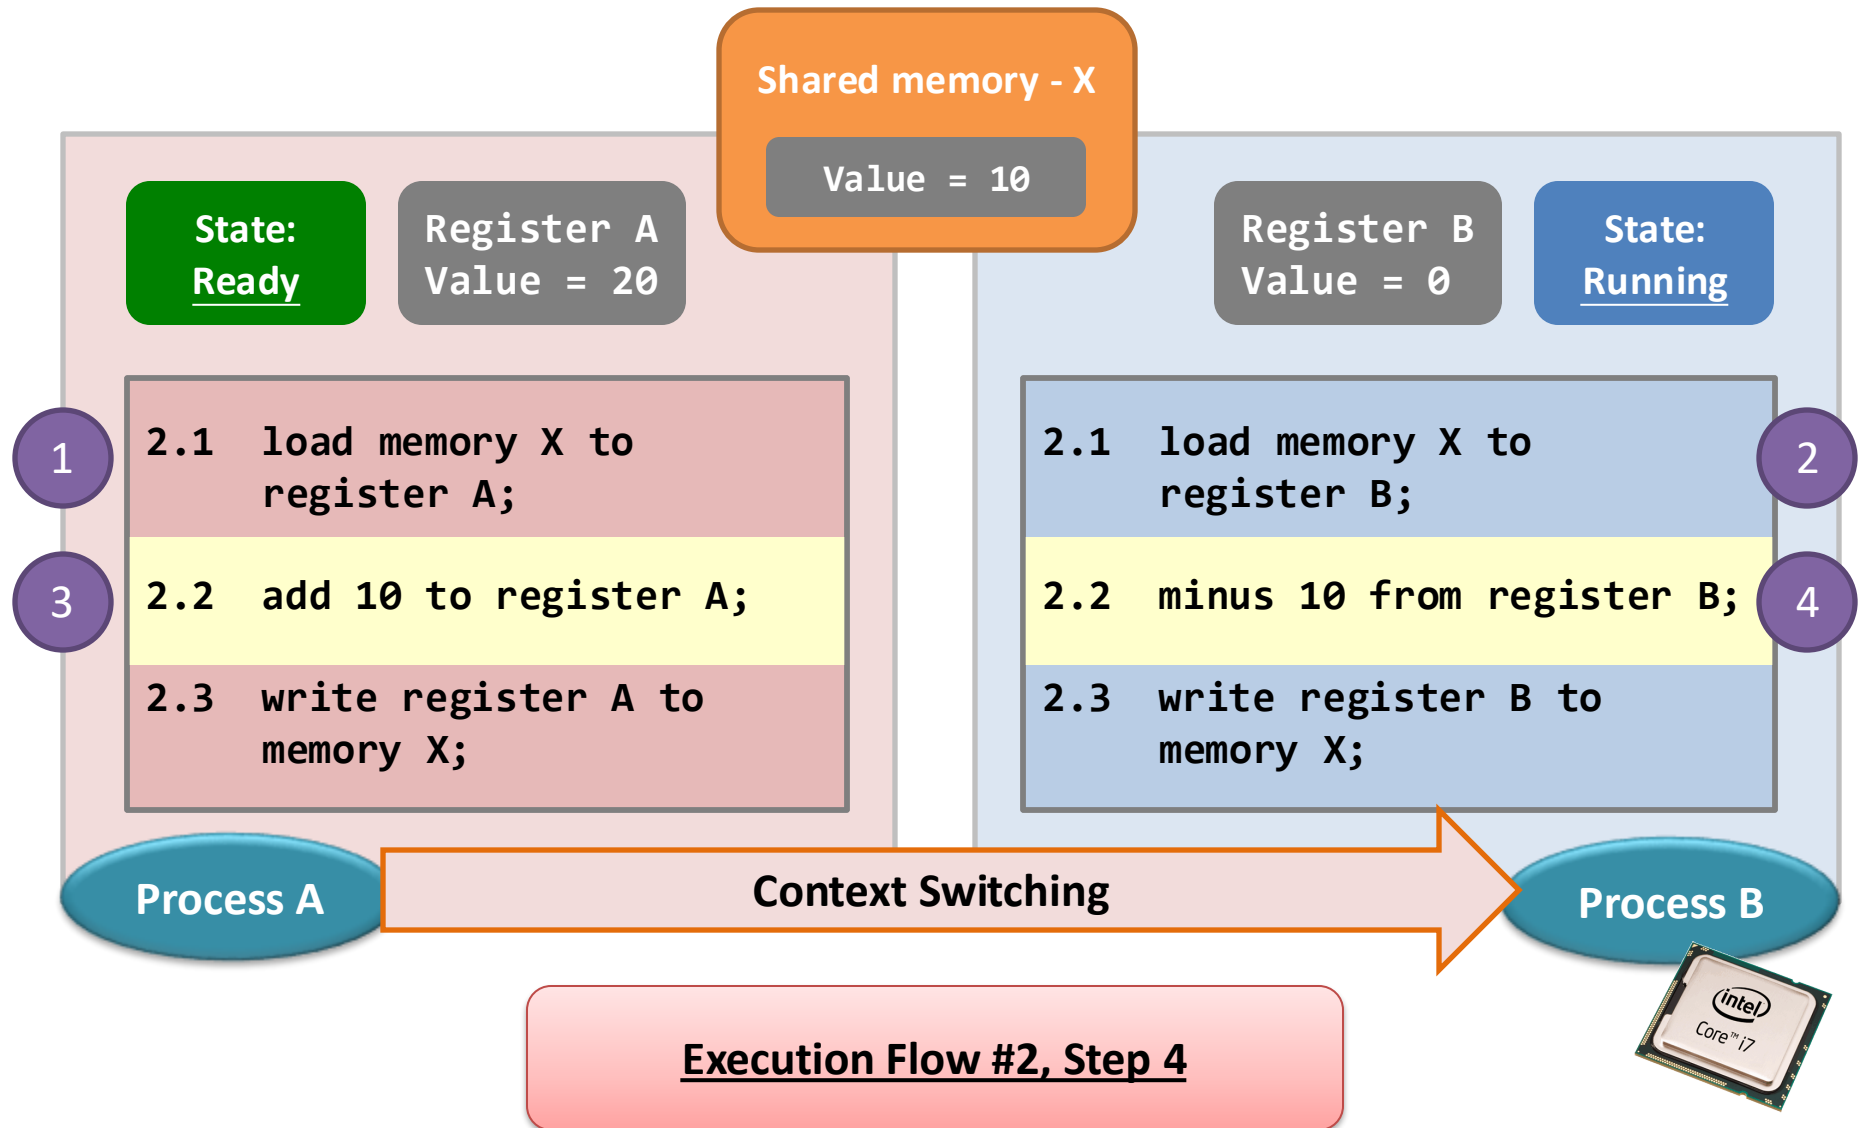 Shared memory - X
Value = 10
State:
Ready
Register A
Value = 20
Register B
Value = 0
State:
Running
1
2.1 load memory X to
register A;
3
2.2 add 10 to register A;
2.3 write register A to
memory X;
2.1 load memory X to
register B;
2
2.2 minus 10 from register B;
4
2.3 write register B to
memory X;
Process A
Context Switching
Process B
Execution Flow #2, Step 4
intel
Core™ i7